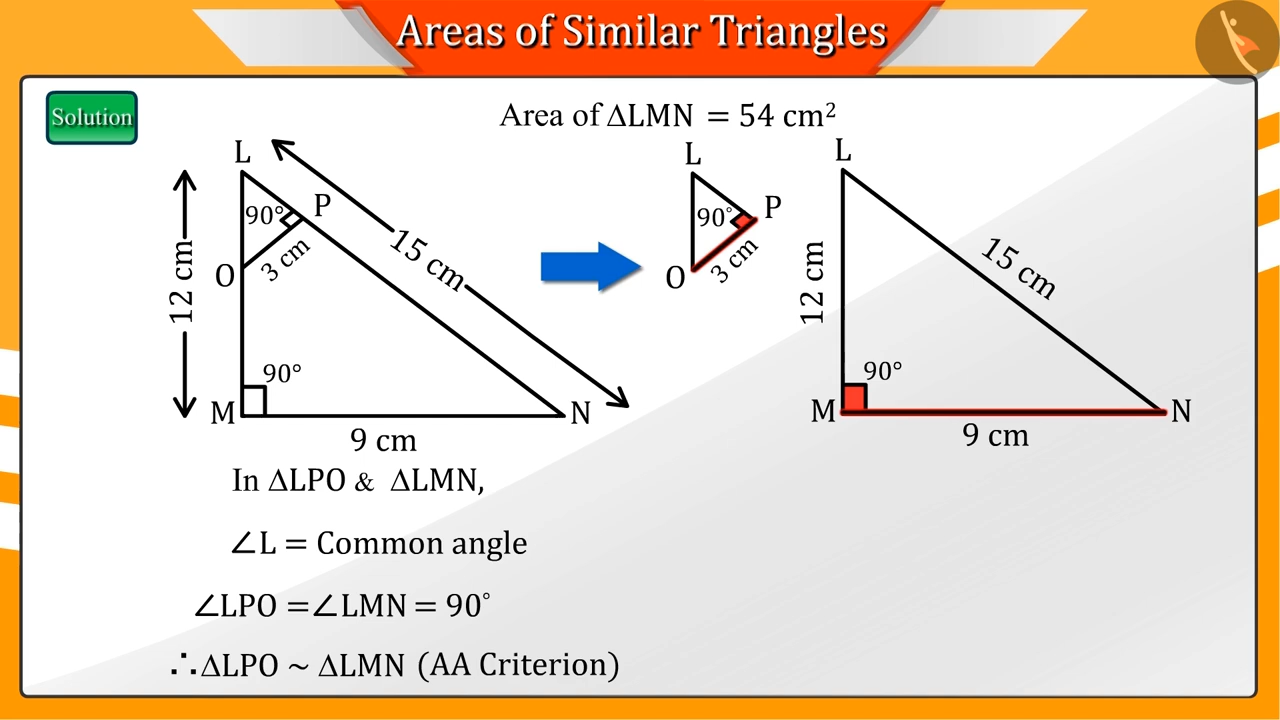 Areas of Similar Triangles
Solution
Area of ΔLMN = 54 cm²
L
P
90°
3 cm
O
12 cm
15 cm
90°
M
N
9 cm
L
P
90°
3 cm
O
L
12 cm
15 cm
90°
M
N
9 cm
In ΔLPO & ΔLMN,
∠L = Common angle
∠LPO =∠LMN = 90°
∴ΔLPO ~ ΔLMN (AA Criterion)